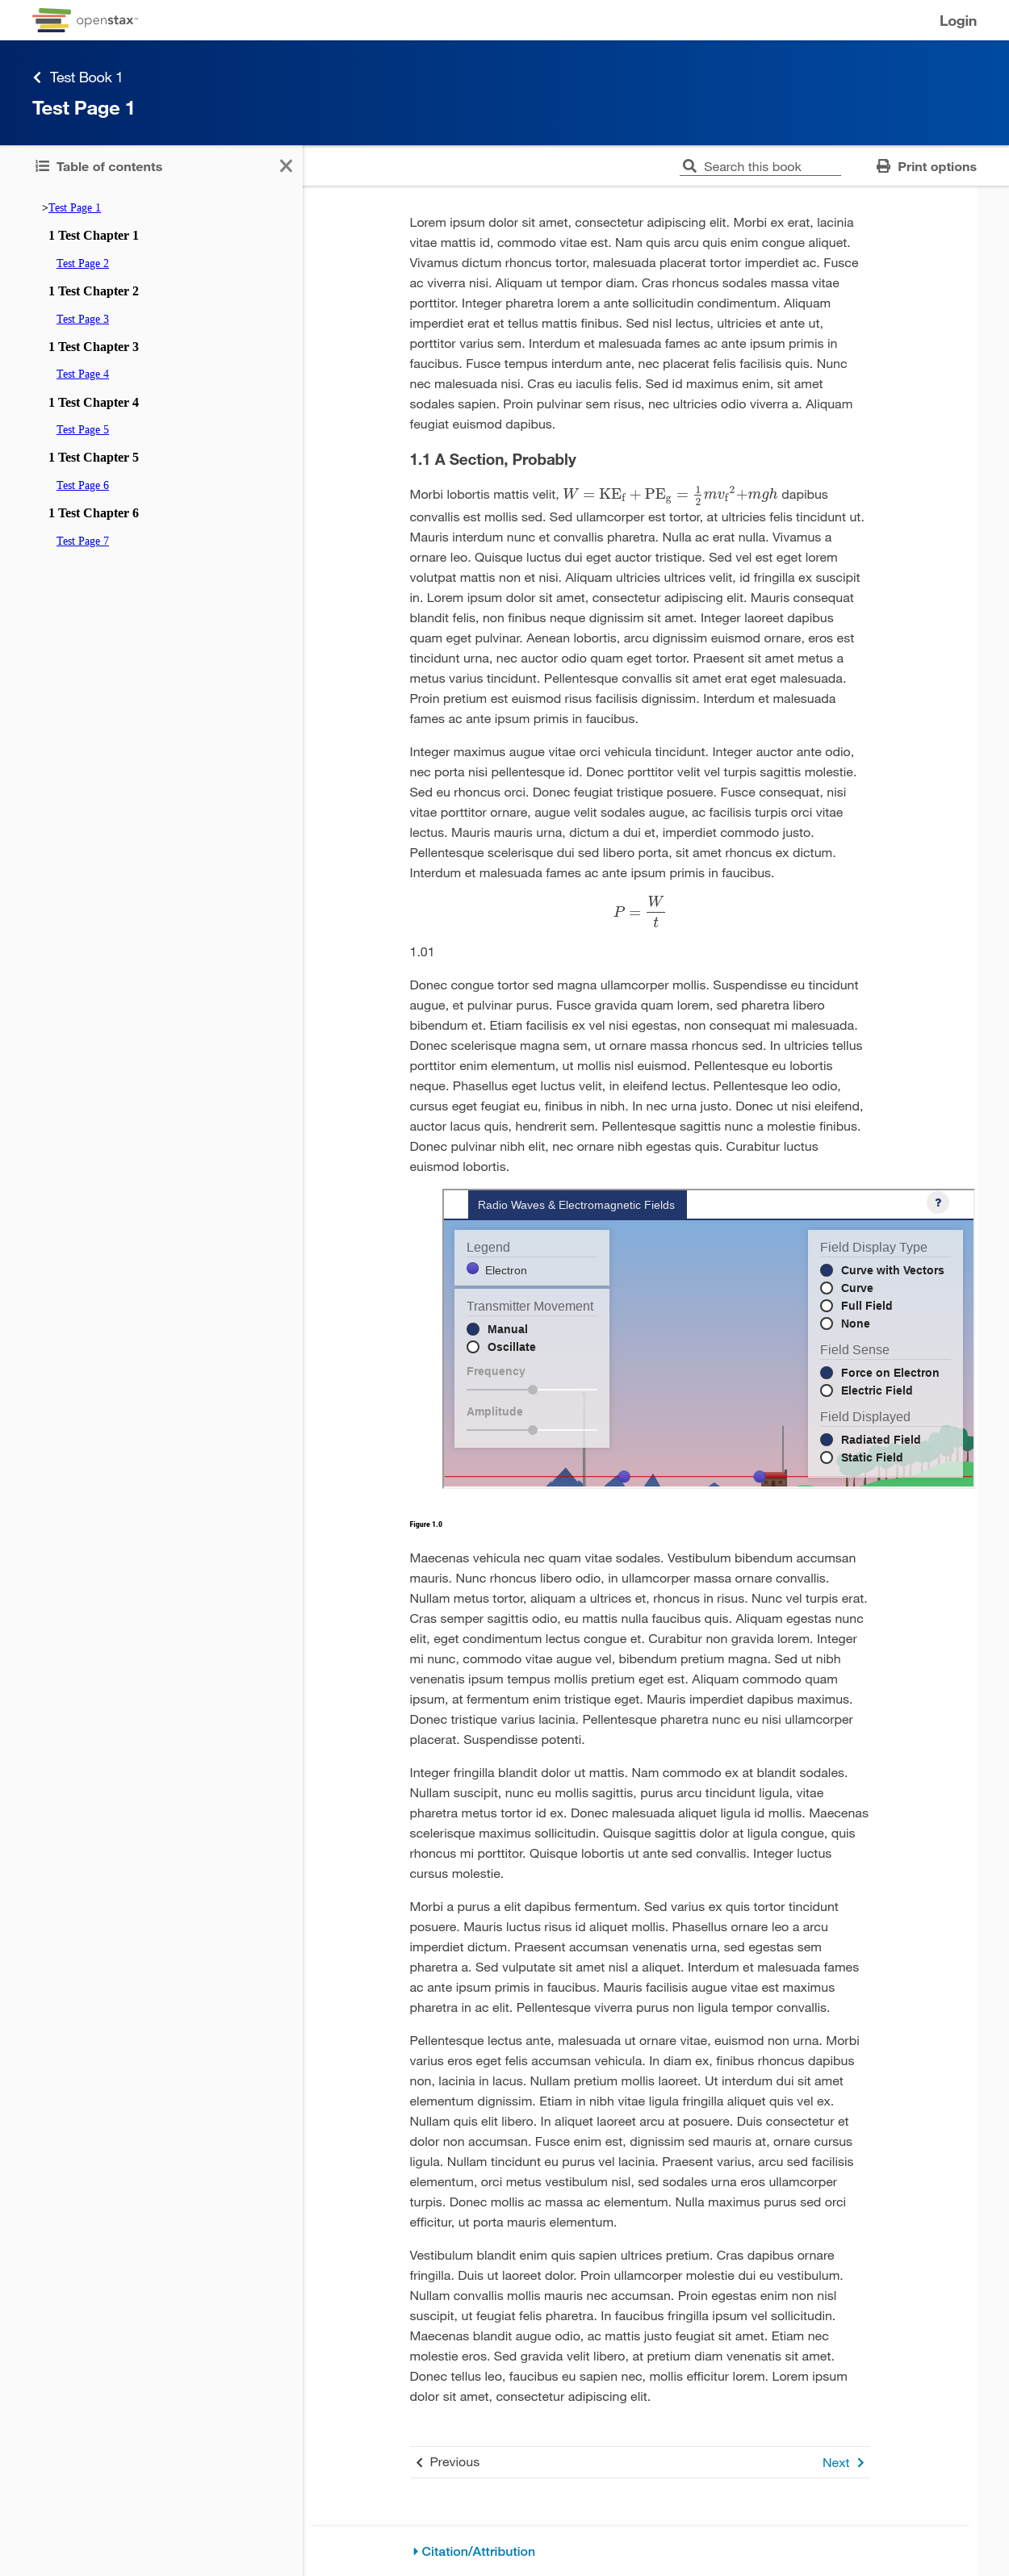 openstax™
Login
Test Book 1
Test Page 1
Table of contents
Search this book
Print options
>Test Page 1
1 Test Chapter 1
Test Page 2
1 Test Chapter 2
Test Page 3
1 Test Chapter 3
Test Page 4
1 Test Chapter 4
Test Page 5
1 Test Chapter 5
Test Page 6
1 Test Chapter 6
Test Page 7
Lorem ipsum dolor sit amet, consectetur adipiscing elit. Morbi ex erat, lacinia
vitae mattis id, commodo vitae est. Nam quis arcu quis enim congue aliquet.
Vivamus dictum rhoncus tortor, malesuada placerat tortor imperdiet ac. Fusce
ac viverra nisi. Aliquam ut tempor diam. Cras rhoncus sodales massa vitae
porttitor. Integer pharetra lorem a ante sollicitudin condimentum. Aliquam
imperdiet erat et tellus mattis finibus. Sed nisl lectus, ultricies et ante ut,
porttitor varius sem. Interdum et malesuada fames ac ante ipsum primis in
faucibus. Fusce tempus interdum ante, nec placerat felis facilisis quis. Nunc
nec malesuada nisi. Cras eu iaculis felis. Sed id maximus enim, sit amet
sodales sapien. Proin pulvinar sem risus, nec ultricies odio viverra a. Aliquam
feugiat euismod dapibus.
1.1 A Section, Probably
Morbi lobortis mattis velit, W = KE_f + PE_g = 1/2 mv_f^2+mgh dapibus
convallis est mollis sed. Sed ullamcorper est tortor, at ultricies felis tincidunt ut.
Mauris interdum nunc et convallis pharetra. Nulla ac erat nulla. Vivamus a
ornare leo. Quisque luctus dui eget auctor tristique. Sed vel est eget lorem
volutpat mattis non et nisi. Aliquam ultricies ultrices velit, id fringilla ex suscipit
in. Lorem ipsum dolor sit amet, consectetur adipiscing elit. Mauris consequat
blandit felis, non finibus neque dignissim sit amet. Integer laoreet dapibus
quam eget pulvinar. Aenean lobortis, arcu dignissim euismod ornare, eros est
tincidunt urna, nec auctor odio quam eget tortor. Praesent sit amet metus a
metus varius tincidunt. Pellentesque convallis sit amet erat eget malesuada.
Proin pretium est euismod risus facilisis dignissim. Interdum et malesuada
fames ac ante ipsum primis in faucibus.
Integer maximus augue vitae orci vehicula tincidunt. Integer auctor ante odio,
nec porta nisi pellentesque id. Donec porttitor velit vel turpis sagittis molestie.
Sed eu rhoncus orci. Donec feugiat tristique posuere. Fusce consequat, nisi
vitae porttitor ornare, augue velit sodales augue, ac facilisis turpis orci vitae
lectus. Mauris mauris urna, dictum a dui et, imperdiet commodo justo.
Pellentesque scelerisque dui sed libero porta, sit amet rhoncus ex dictum.
Interdum et malesuada fames ac ante ipsum primis in faucibus.
P = W/t
1.01
Donec congue tortor sed magna ullamcorper mollis. Suspendisse eu tincidunt
augue, et pulvinar purus. Fusce gravida quam lorem, sed pharetra libero
bibendum et. Etiam facilisis ex vel nisi egestas, non consequat mi malesuada.
Donec scelerisque magna sem, ut ornare massa rhoncus sed. In ultricies tellus
porttitor enim elementum, ut mollis nisl euismod. Pellentesque eu lobortis
neque. Phasellus eget luctus velit, in eleifend lectus. Pellentesque leo odio,
cursus eget feugiat eu, finibus in nibh. In nec urna justo. Donec ut nisi eleifend,
auctor lacus quis, hendrerit sem. Pellentesque sagittis nunc a molestie finibus.
Donec pulvinar nibh elit, nec ornare nibh egestas quis. Curabitur luctus
euismod lobortis.
Radio Waves & Electromagnetic Fields
?
Legend
Electron
Transmitter Movement
Manual
Oscillate
Frequency
Amplitude
Field Display Type
Curve with Vectors
Curve
Full Field
None
Field Sense
Force on Electron
Electric Field
Field Displayed
Radiated Field
Static Field
Figure 1.0
Maecenas vehicula nec quam vitae sodales. Vestibulum bibendum accumsan
mauris. Nunc rhoncus libero odio, in ullamcorper massa ornare convallis.
Nullam metus tortor, aliquam a ultrices et, rhoncus in risus. Nunc vel turpis erat.
Cras semper sagittis odio, eu mattis nulla faucibus quis. Aliquam egestas nunc
elit, eget condimentum lectus congue et. Curabitur non gravida lorem. Integer
mi nunc, commodo vitae augue vel, bibendum pretium magna. Sed ut nibh
venenatis ipsum tempus mollis pretium eget est. Aliquam commodo quam
ipsum, at fermentum enim tristique eget. Mauris imperdiet dapibus maximus.
Donec tristique varius lacinia. Pellentesque pharetra nunc eu nisi ullamcorper
placerat. Suspendisse potenti.
Integer fringilla blandit dolor ut mattis. Nam commodo ex at blandit sodales.
Nullam suscipit, nunc eu mollis sagittis, purus arcu tincidunt ligula, vitae
pharetra metus tortor id ex. Donec malesuada aliquet ligula id mollis. Maecenas
scelerisque maximus sollicitudin. Quisque sagittis dolor at ligula congue, quis
rhoncus mi porttitor. Quisque lobortis ut ante sed convallis. Integer luctus
cursus molestie.
Morbi a purus a elit dapibus fermentum. Sed varius ex quis tortor tincidunt
posuere. Mauris luctus risus id aliquet mollis. Phasellus ornare leo a arcu
imperdiet dictum. Praesent accumsan venenatis urna, sed egestas sem
pharetra a. Sed vulputate sit amet nisl a aliquet. Interdum et malesuada fames
ac ante ipsum primis in faucibus. Mauris facilisis augue vitae est maximus
pharetra in ac elit. Pellentesque viverra purus non ligula tempor convallis.
Pellentesque lectus ante, malesuada ut ornare vitae, euismod non urna. Morbi
varius eros eget felis accumsan vehicula. In diam ex, finibus rhoncus dapibus
non, lacinia in lacus. Nullam pretium mollis laoreet. Ut interdum dui sit amet
elementum dignissim. Etiam in nibh vitae ligula fringilla aliquet quis vel ex.
Nullam quis elit libero. In aliquet laoreet arcu at posuere. Duis consectetur et
dolor non accumsan. Fusce enim est, dignissim sed mauris at, ornare cursus
ligula. Nullam tincidunt eu purus vel lacinia. Praesent varius, arcu sed facilisis
elementum, orci metus vestibulum nisl, sed sodales urna eros ullamcorper
turpis. Donec mollis ac massa ac elementum. Nulla maximus purus sed orci
efficitur, ut porta mauris elementum.
Vestibulum blandit enim quis sapien ultrices pretium. Cras dapibus ornare
fringilla. Duis ut laoreet dolor. Proin ullamcorper molestie dui eu vestibulum.
Nullam convallis mollis mauris nec accumsan. Proin egestas enim non nisl
suscipit, ut feugiat felis pharetra. In faucibus fringilla ipsum vel sollicitudin.
Maecenas blandit augue odio, ac mattis justo feugiat sit amet. Etiam nec
molestie eros. Sed gravida velit libero, at pretium diam venenatis sit amet.
Donec tellus leo, faucibus eu sapien nec, mollis efficitur lorem. Lorem ipsum
dolor sit amet, consectetur adipiscing elit.
Previous
Next
Citation/Attribution